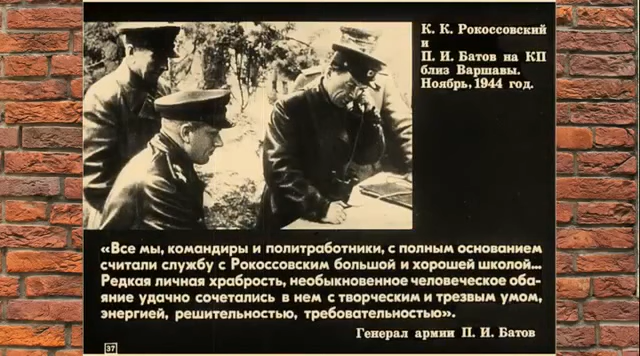 К. К. Рокоссовский
и
П. И. Батов на КП
близ Варшавы.
Ноябрь, 1944 год.
«Все мы, командиры и политработники, с полным основанием
считали службу с Рокоссовским большой и хорошей школой...
Редкая личная храбрость, необыкновенное человеческое оба-
яние удачно сочетались в нем с творческим и трезвым умом,
энергией, решительностью, требовательностью».
Генерал армии П. И. Батов
37